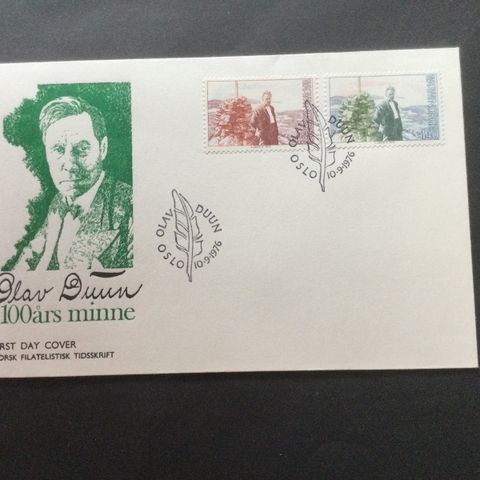 Olav Duun
100års minne
RST DAY COVER
ORSK FILATELISTISK TIDSSKRIFT
OLAV DUUN
OSLO 10-9-1976
OLAV DUUN
OSLO 10-9-1976